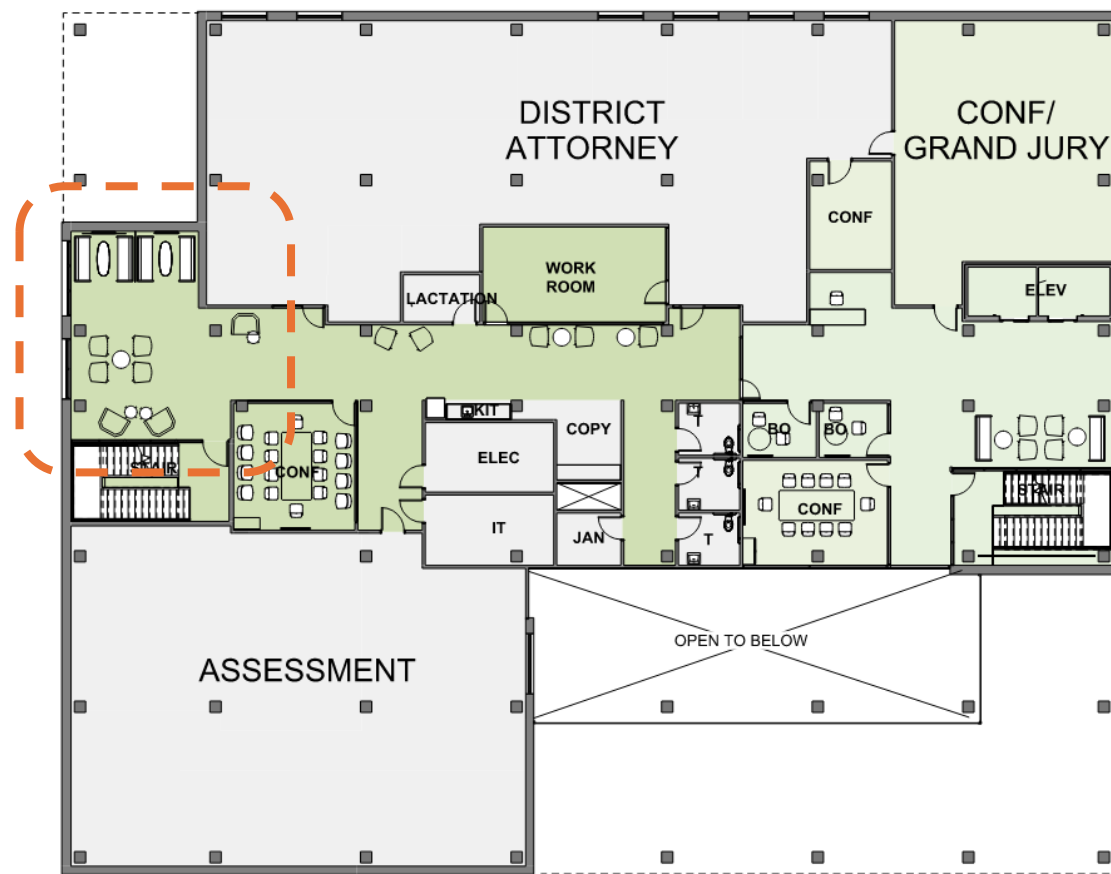 DISTRICT
ATTORNEY
CONF/
GRAND JURY
CONF
WORK
ROOM
LACTATION
ELEV
KIT
COPY
T
BO
BO
ELEC
STAIR
CONF
T
STAIR
CONF
IT
JAN
T
OPEN TO BELOW
ASSESSMENT